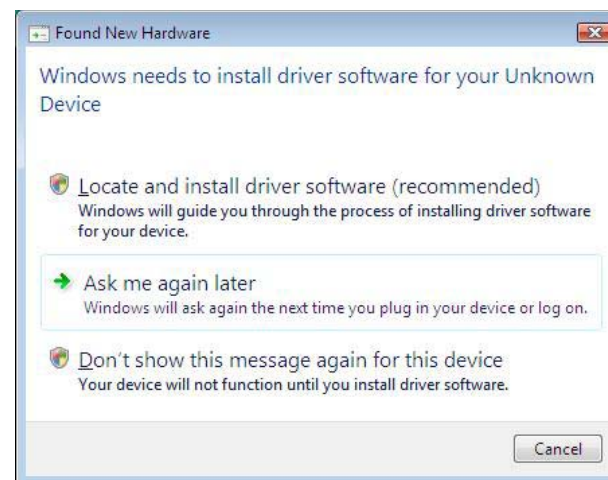 Found New Hardware
Windows needs to install driver software for your Unknown
Device
Locate and install driver software (recommended)
Windows will guide you through the process of installing driver software
for your device.
Ask me again later
Windows will ask again the next time you plug in your device or log on.
Don't show this message again for this device
Your device will not function until you install driver software.
Cancel